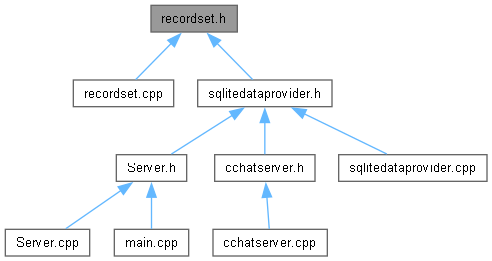 recordset.h
recordset.cpp
sqlitedataprovider.h
Server.h
cchatserver.h
sqlitedataprovider.cpp
Server.cpp
main.cpp
cchatserver.cpp